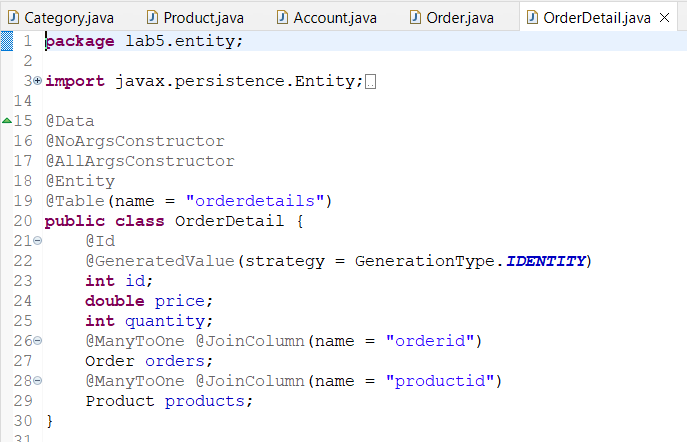 Category.java Product.java Account.java Order.java OrderDetail.java
1 package lab5.entity;
2
3 import javax.persistence.Entity;
14
15 @Data
16 @NoArgsConstructor
17 @AllArgsConstructor
18 @Entity
19 @Table(name = "orderdetails")
20 public class OrderDetail {
21 @Id
22 @GeneratedValue(strategy = GenerationType.IDENTITY)
23 int id;
24 double price;
25 int quantity;
26 @ManyToOne @JoinColumn(name = "orderid")
27 Order orders;
28 @ManyToOne @JoinColumn(name = "productid")
29 Product products;
30 }
31